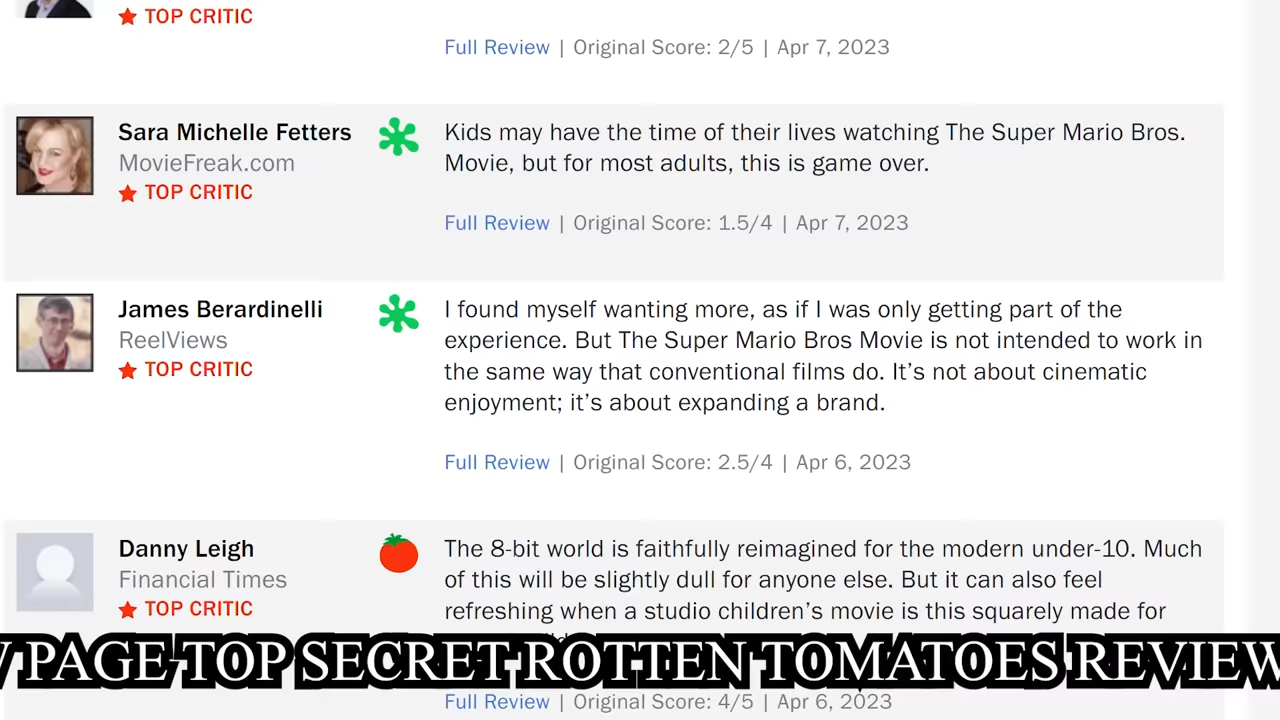 TOP CRITIC
Full Review | Original Score: 2/5 | Apr 7, 2023
Sara Michelle Fetters
MovieFreak.com
TOP CRITIC
Kids may have the time of their lives watching The Super Mario Bros.
Movie, but for most adults, this is game over.
Full Review | Original Score: 1.5/4 | Apr 7, 2023
James Berardinelli
ReelViews
TOP CRITIC
I found myself wanting more, as if I was only getting part of the
experience. But The Super Mario Bros Movie is not intended to work in
the same way that conventional films do. It’s not about cinematic
enjoyment; it’s about expanding a brand.
Full Review | Original Score: 2.5/4 | Apr 6, 2023
Danny Leigh
Financial Times
TOP CRITIC
The 8-bit world is faithfully reimagined for the modern under-10. Much
of this will be slightly dull for anyone else. But it can also feel
refreshing when a studio children’s movie is this squarely made for
PAGE TOP SECRET ROTTEN TOMATOES REVIEW
Full Review | Original Score: 4/5 | Apr 6, 2023